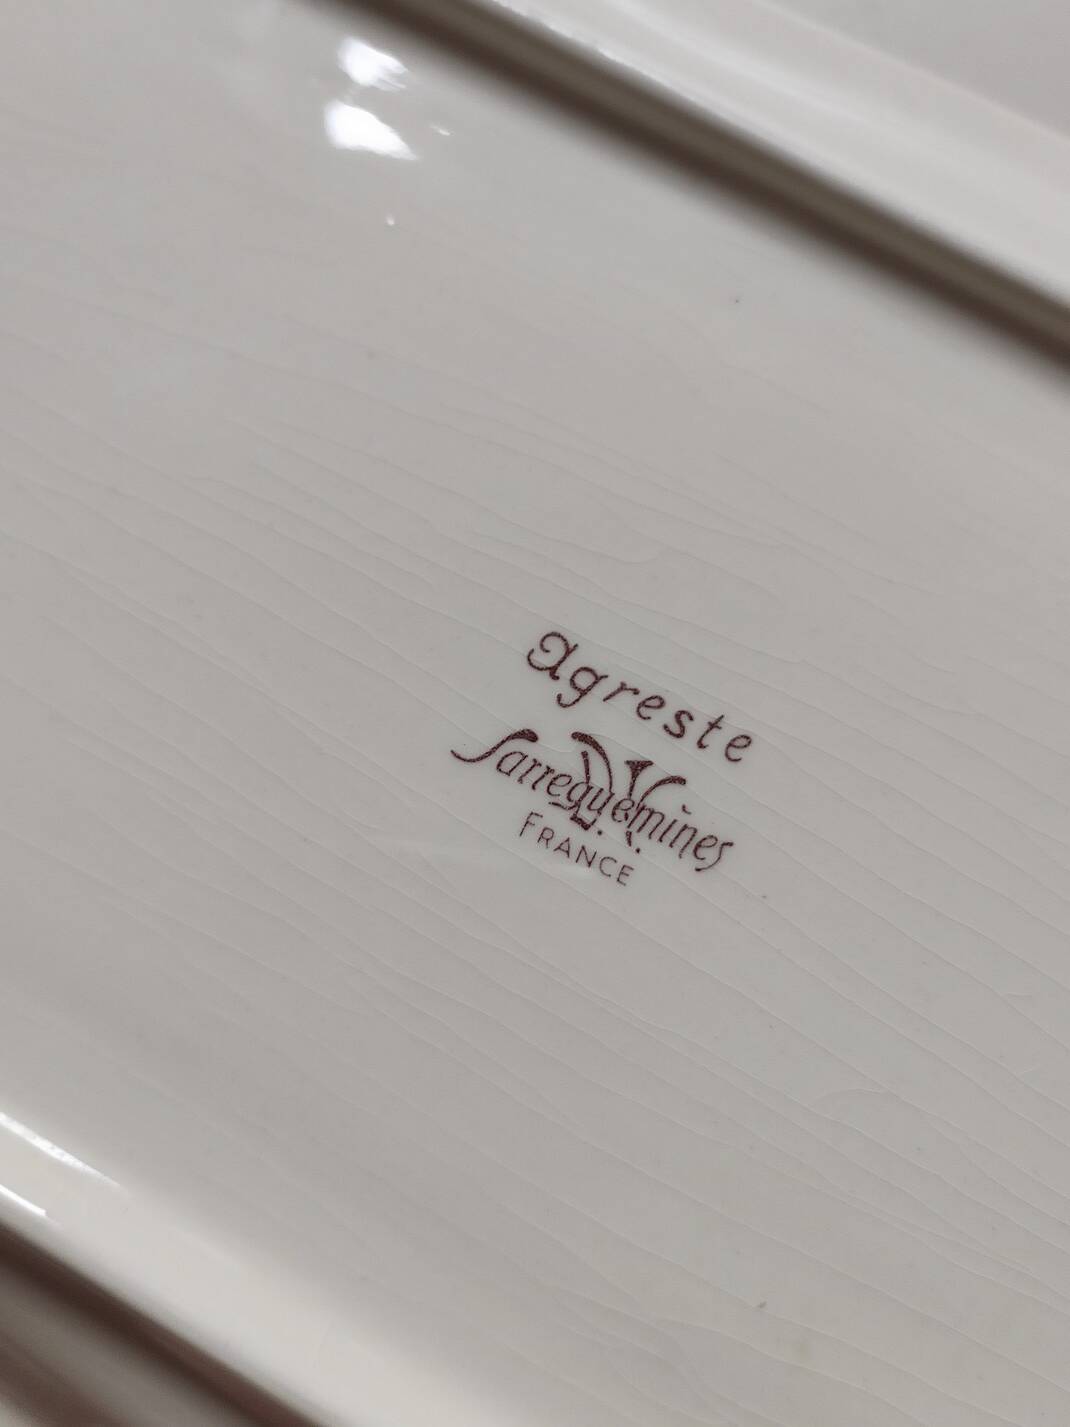 Agreste
Sarreguemines
D.V.
FRANCE